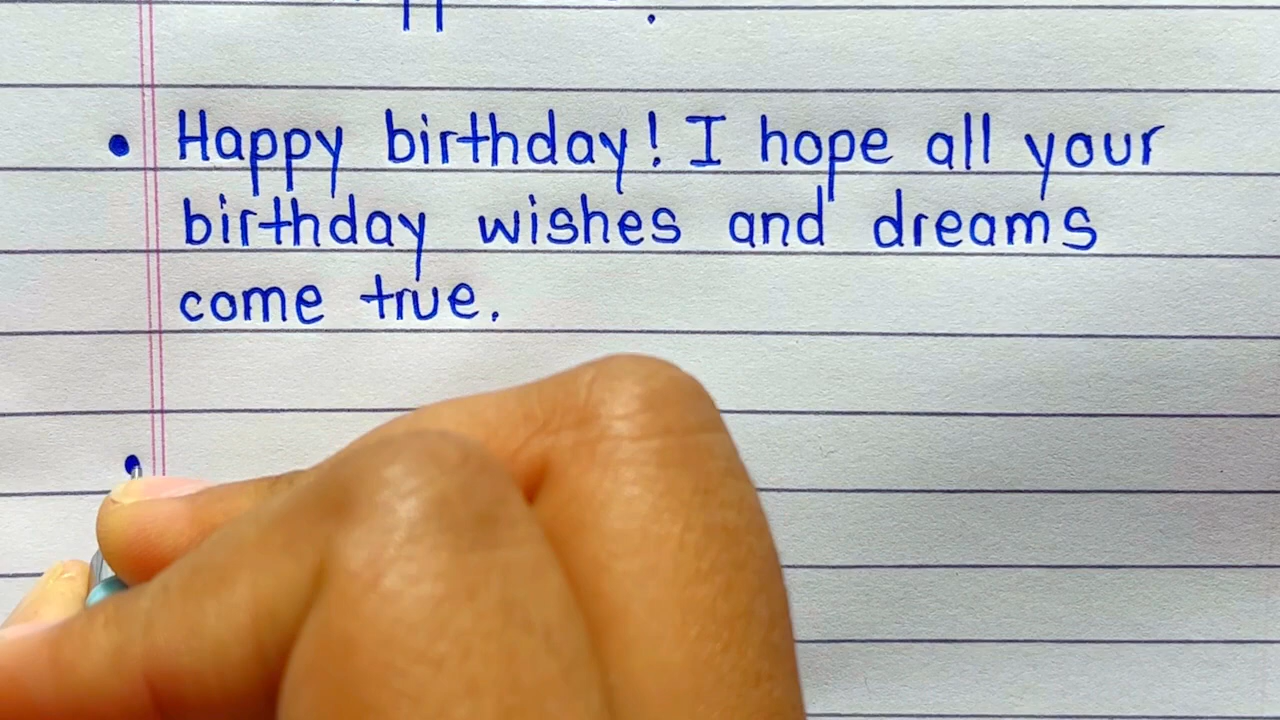 • Happy birthday! I hope all your
birthday wishes and dreams
come true.
•